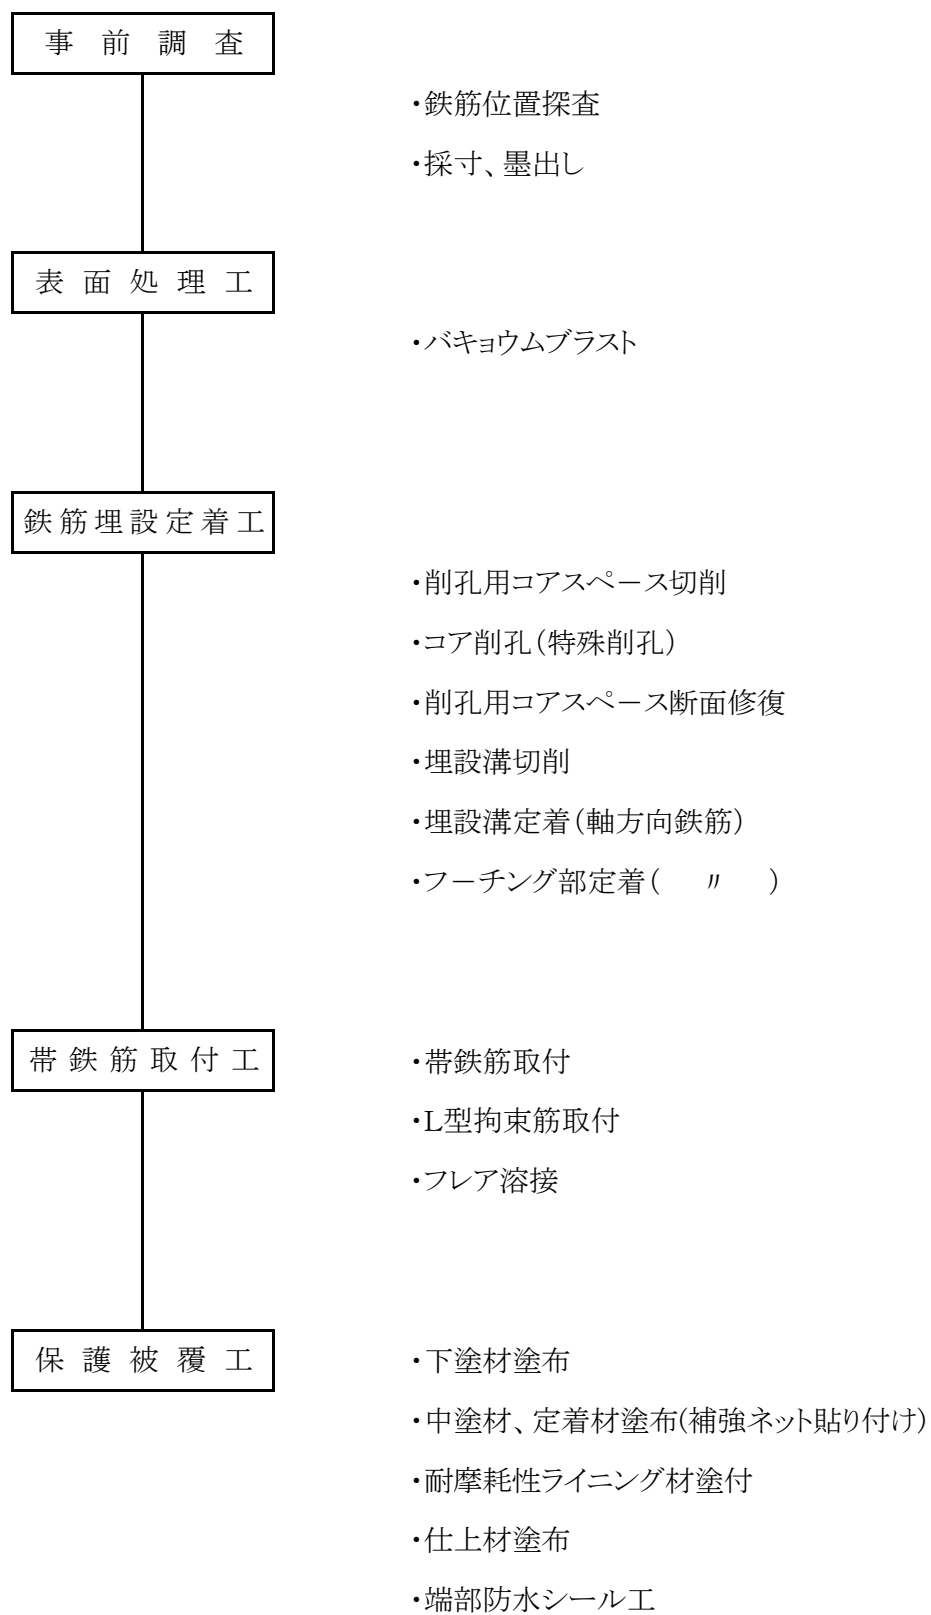 事前調査
・鉄筋位置探査
・採寸、墨出し
表面処理工
・バキョウムブラスト
鉄筋埋設定着工
・削孔用コアスペース切削
・コア削孔(特殊削孔)
・削孔用コアスペース断面修復
・埋設溝切削
・埋設溝定着(軸方向鉄筋)
・フーチング部定着(　〃　)
帯鉄筋取付工
・帯鉄筋取付
・L型拘束筋取付
・フレア溶接
保護被覆工
・下塗材塗布
・中塗材、定着材塗布(補強ネット貼り付け)
・耐摩耗性ライニング材塗付
・仕上材塗布
・端部防水シール工